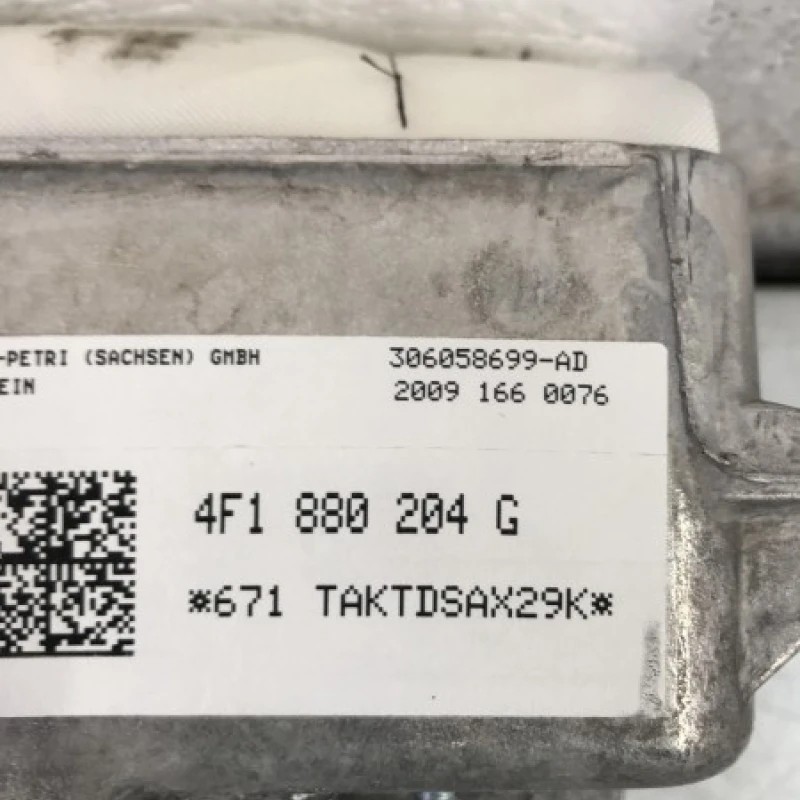 -PETRI (SACHSEN) GMBH
EIN
306058699-AD
2009 166 0076
4F1 880 204 G
*671 TAKTDSAX29K*